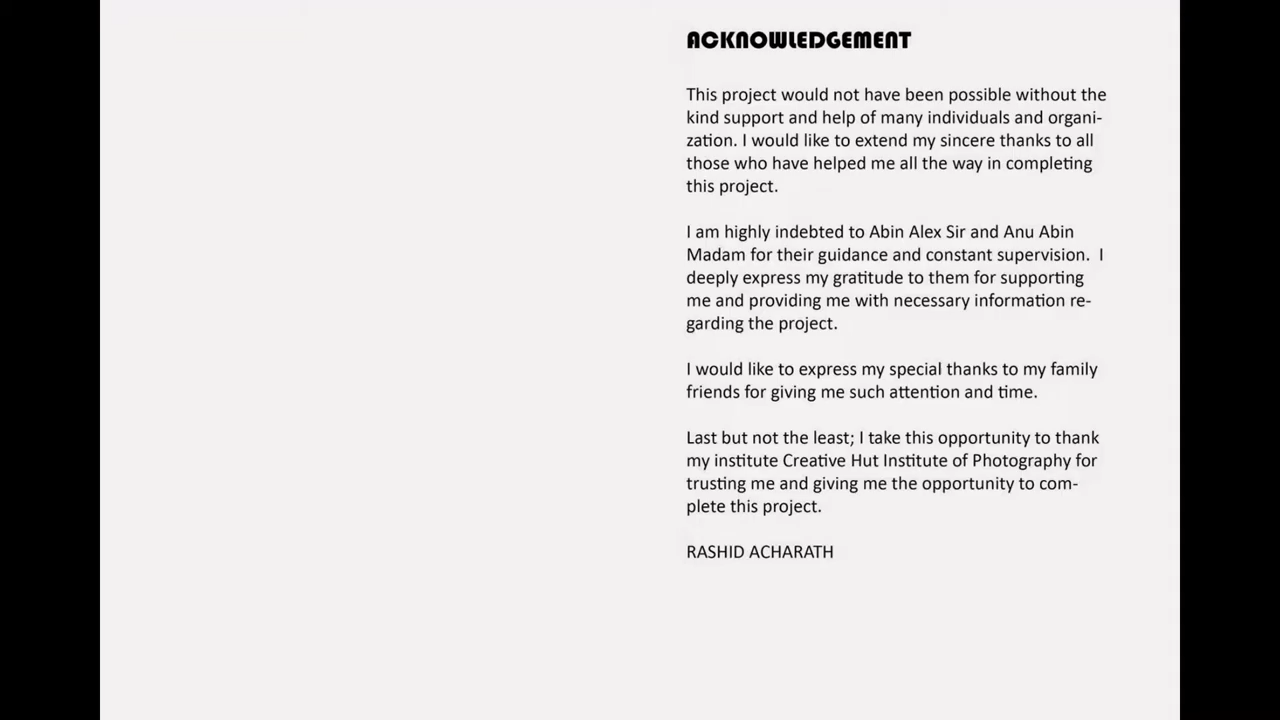 ACKNOWLEDGEMENT
This project would not have been possible without the
kind support and help of many individuals and organi-
zation. I would like to extend my sincere thanks to all
those who have helped me all the way in completing
this project.
I am highly indebted to Abin Alex Sir and Anu Abin
Madam for their guidance and constant supervision.  I
deeply express my gratitude to them for supporting
me and providing me with necessary information re-
garding the project.
I would like to express my special thanks to my family
friends for giving me such attention and time.
Last but not the least; I take this opportunity to thank
my institute Creative Hut Institute of Photography for
trusting me and giving me the opportunity to com-
plete this project.
RASHID ACHARATH